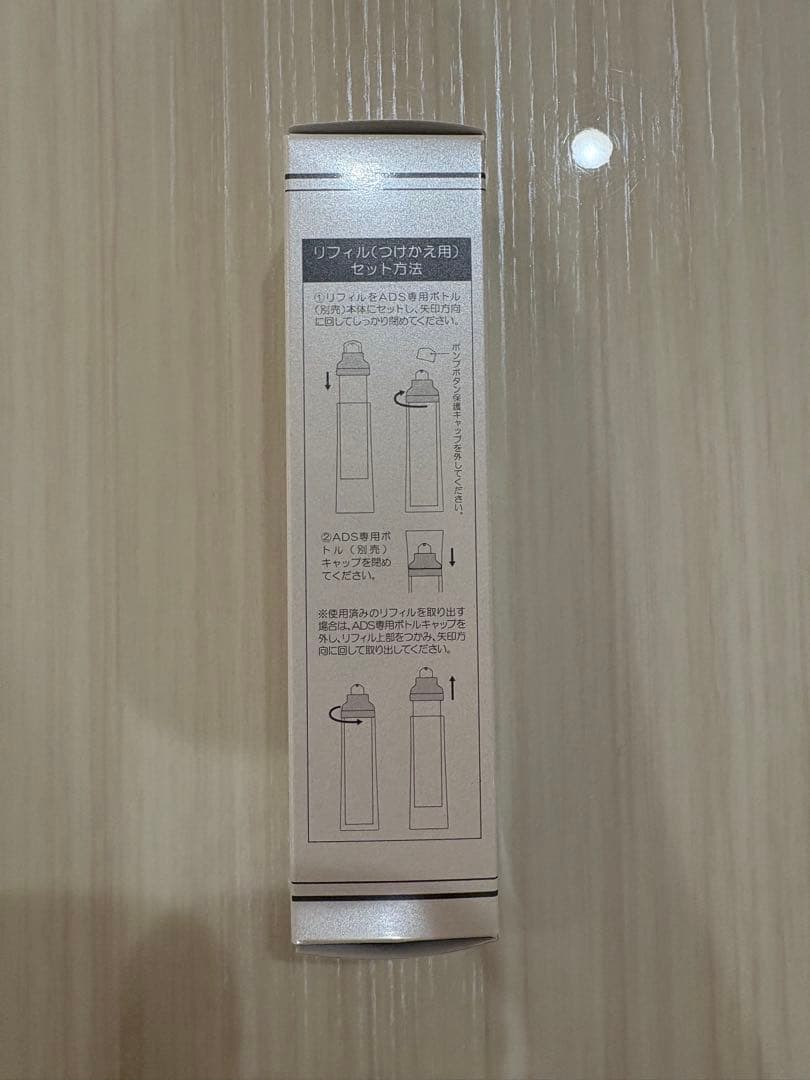 リフィル(つけかえ用)
セット方法
①リフィルをADS専用ボトル
(別売)本体にセットし、矢印方向
に回してしっかり閉めてください。
ポンプボタン保護キャップを外してください。
②ADS専用ボ
トル(別売)
キャップを閉め
てください。
※使用済みのリフィルを取り出す
場合は、ADS専用ボトルキャップを
外し、リフィル上部をつかみ、矢印方
向に回して取り出してください。